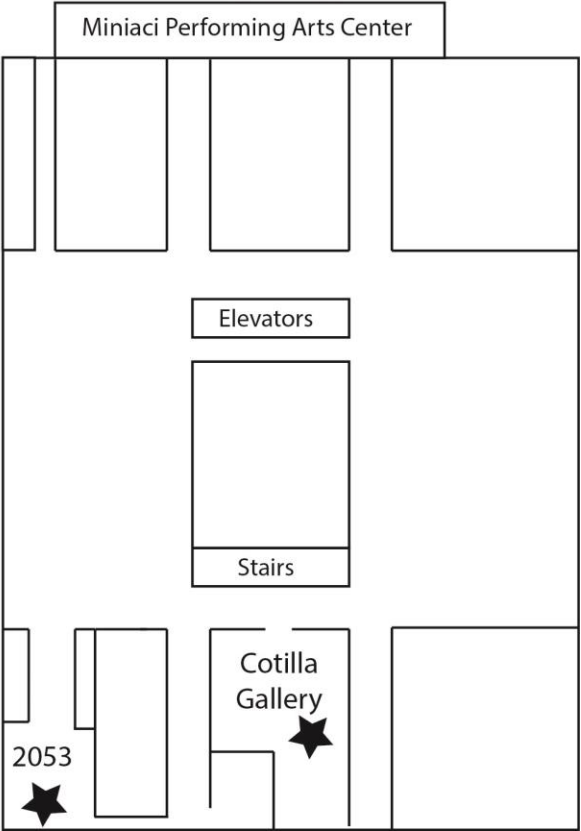 Miniaci Performing Arts Center
Elevators
Stairs
Cotilla
Gallery
2053